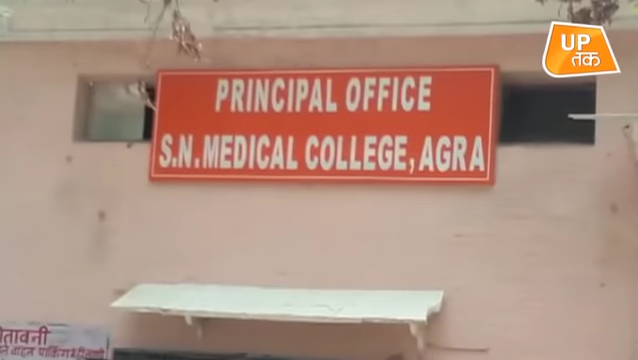 UP
तक
PRINCIPAL OFFICE
S.N. MEDICAL COLLEGE, AGRA